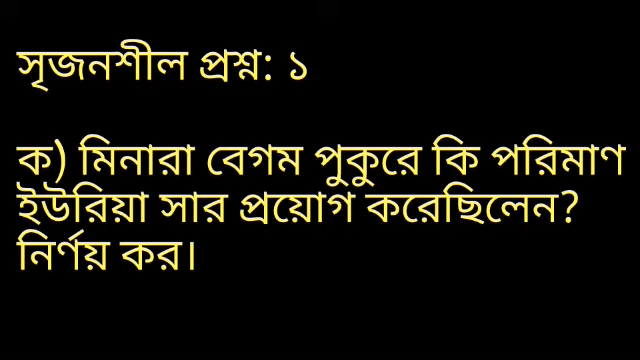 সৃজনশীল প্রশ্ন: ১
ক) মিনারা বেগম পুকুরে কি পরিমাণ
ইউরিয়া সার প্রয়োগ করেছিলেন?
নির্ণয় কর।